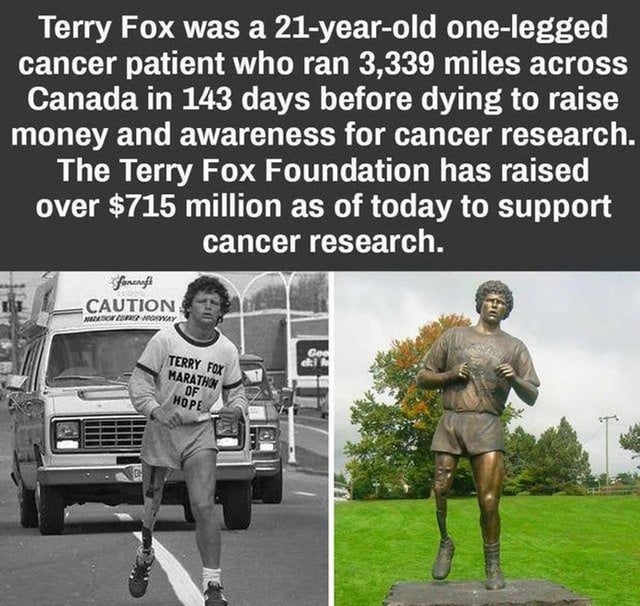 Terry Fox was a 21-year-old one-legged
cancer patient who ran 3,339 miles across
Canada in 143 days before dying to raise
money and awareness for cancer research.
The Terry Fox Foundation has raised
over $715 million as of today to support
cancer research.
CAUTION
TERRY FOX
MARATHON
OF
HOPE